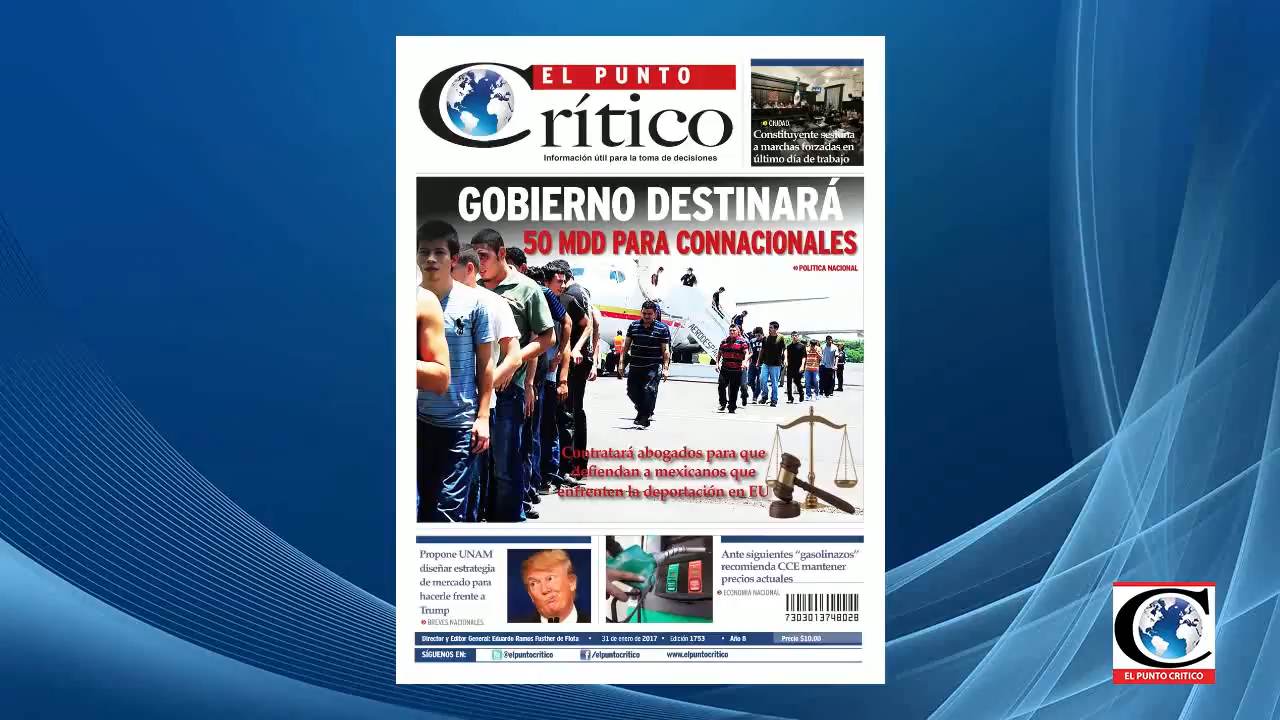 EL PUNTO
Crítico
Información útil para la toma de decisiones
CIUDAD
Constituyente sesiona
a marchas forzadas en
último día de trabajo
GOBIERNO DESTINARÁ
50 MDD PARA CONNACIONALES
POLITICA NACIONAL
Contratará abogados para que
defiendan a mexicanos que
enfrenten la deportación en EU
Propone UNAM
diseñar estrategia
de mercado para
hacerle frente a
Trump
BREVES NACIONALES
Ante siguientes “gasolinazos”
recomienda CCE mantener
precios actuales
ECONOMIA NACIONAL
7303013748028
Director y Editor General: Eduardo Ramos Fusther de Flota • 31 de enero de 2017 • Edición 1753 • Año 8 Precio $10.00
SÍGUENOS EN: @elpuntocritico /elpuntocritico www.elpuntocritico
EL PUNTO CRITICO